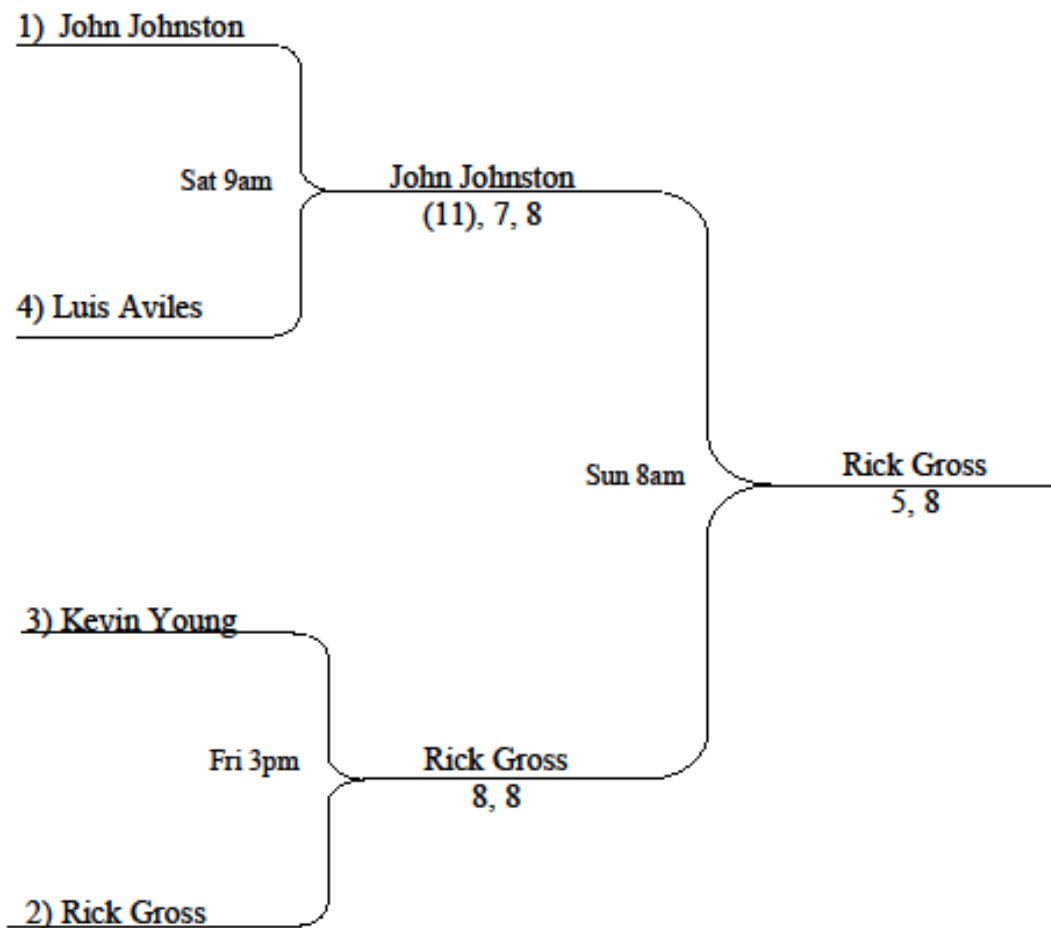 1) John Johnston
Sat 9am
John Johnston
(11), 7, 8
4) Luis Aviles
Sun 8am
Rick Gross
5, 8
3) Kevin Young
Fri 3pm
Rick Gross
8, 8
2) Rick Gross